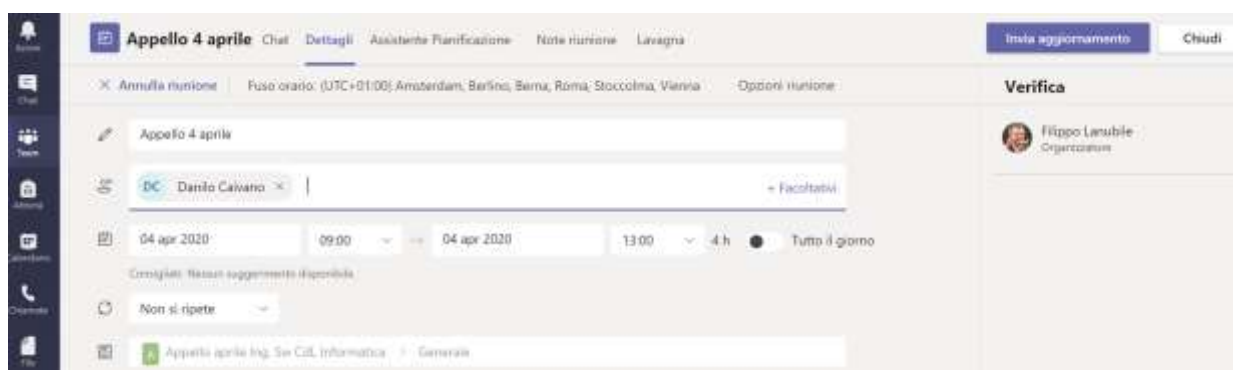 Appello 4 aprile Chat Dettagli Assistente Pianificazione Note riunione Lavagna
Invia aggiornamento Chiudi
Annulla riunione Fuso orario: (UTC+01:00) Amsterdam, Berlino, Berna, Roma, Stoccolma, Vienna Opzioni riunione
Verifica
Chat
Appello 4 aprile
Filippo Lanubile
Organizzatore
Team
DC Danilo Caivano × + Facoltativi
04 apr 2020 09:00 → 04 apr 2020 13:00 4 h Tutto il giorno
Consigliati: Nessun suggerimento disponibile
Non si ripete
A Appello aprile Ing. Sw CdL Informatica > Generale
File